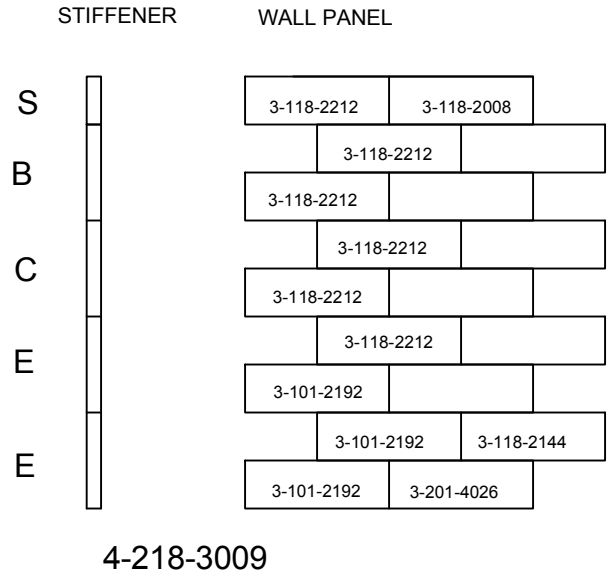 STIFFENER WALL PANEL
S 3-118-2212 3-118-2008
3-118-2212
B
3-118-2212
3-118-2212
C
3-118-2212
3-118-2212
E
3-101-2192
3-101-2192 3-118-2144
E
3-101-2192 3-201-4026
4-218-3009